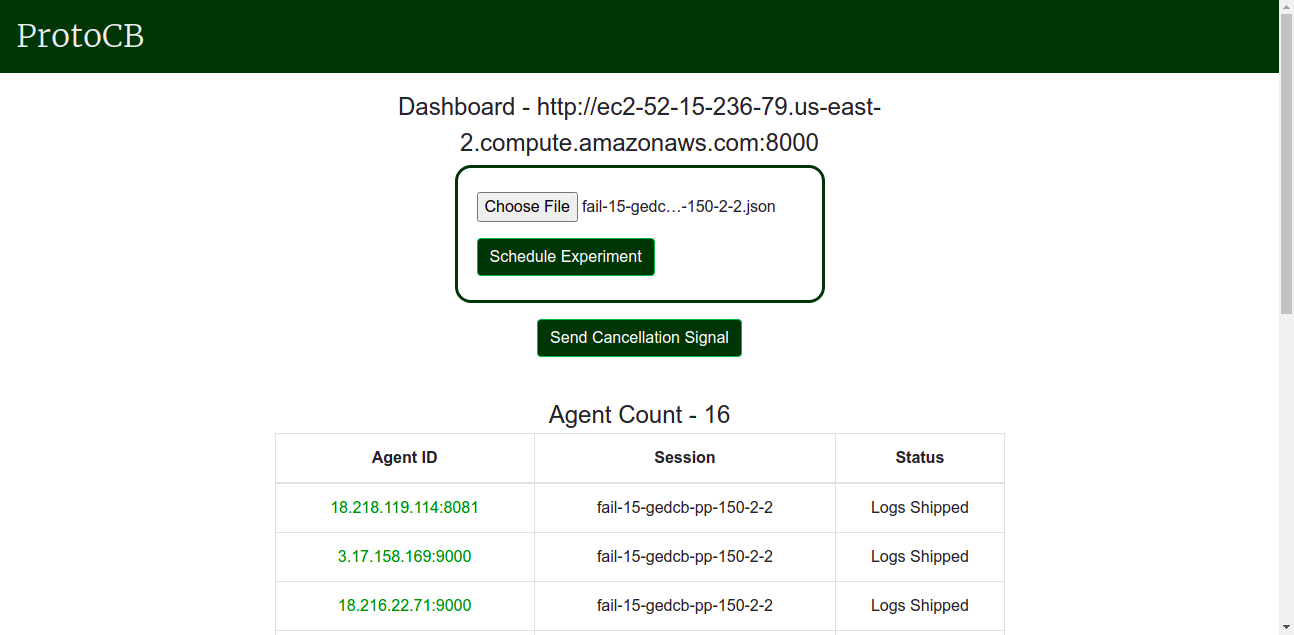 ProtoCB
Dashboard - http://ec2-52-15-236-79.us-east-
2.compute.amazonaws.com:8000
Choose File fail-15-gedc…-150-2-2.json
Schedule Experiment
Send Cancellation Signal
Agent Count - 16
Agent ID Session Status
18.218.119.114:8081 fail-15-gedcb-pp-150-2-2 Logs Shipped
3.17.158.169:9000 fail-15-gedcb-pp-150-2-2 Logs Shipped
18.216.22.71:9000 fail-15-gedcb-pp-150-2-2 Logs Shipped